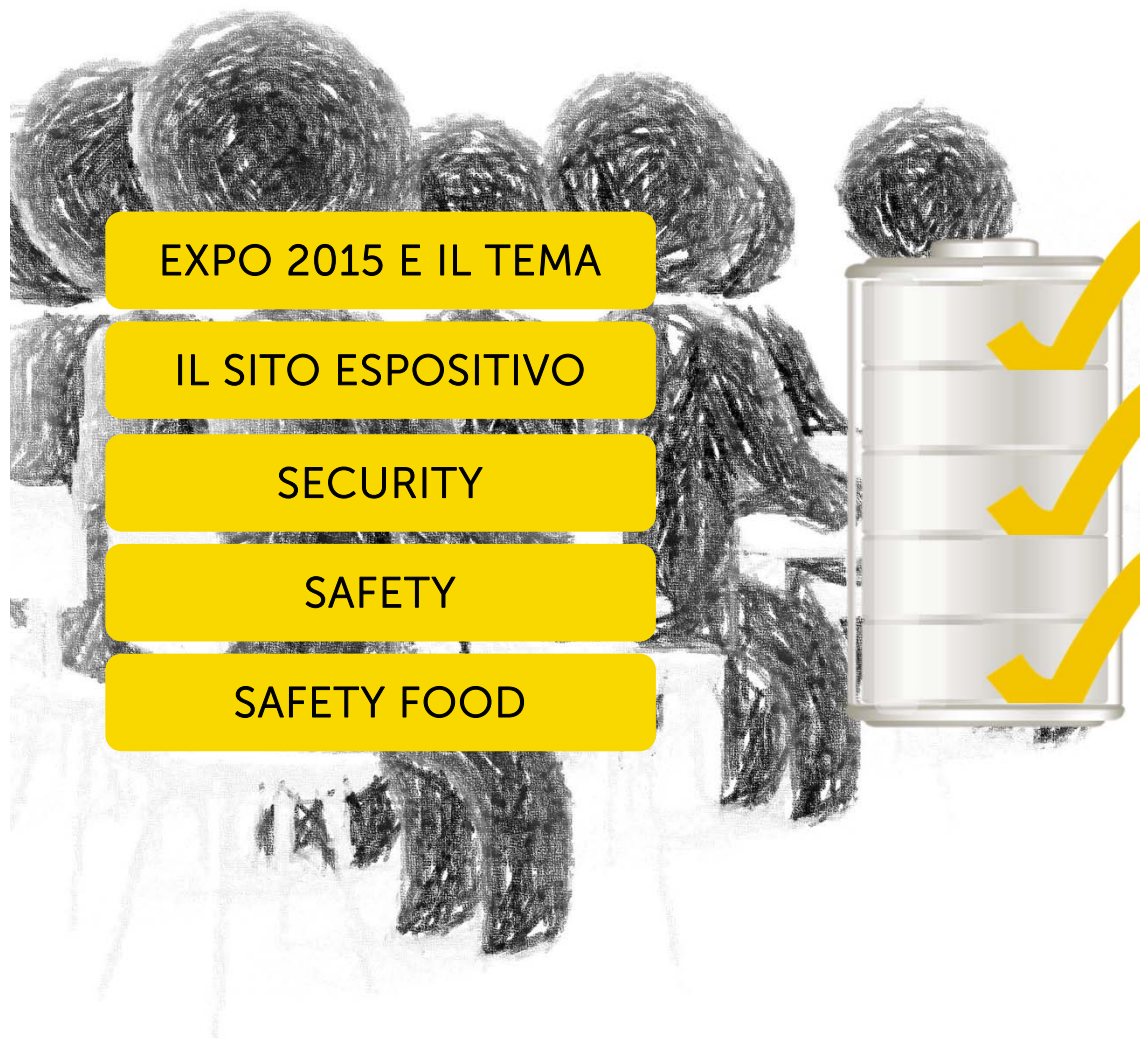 EXPO 2015 E IL TEMA
IL SITO ESPOSITIVO
SECURITY
SAFETY
SAFETY FOOD